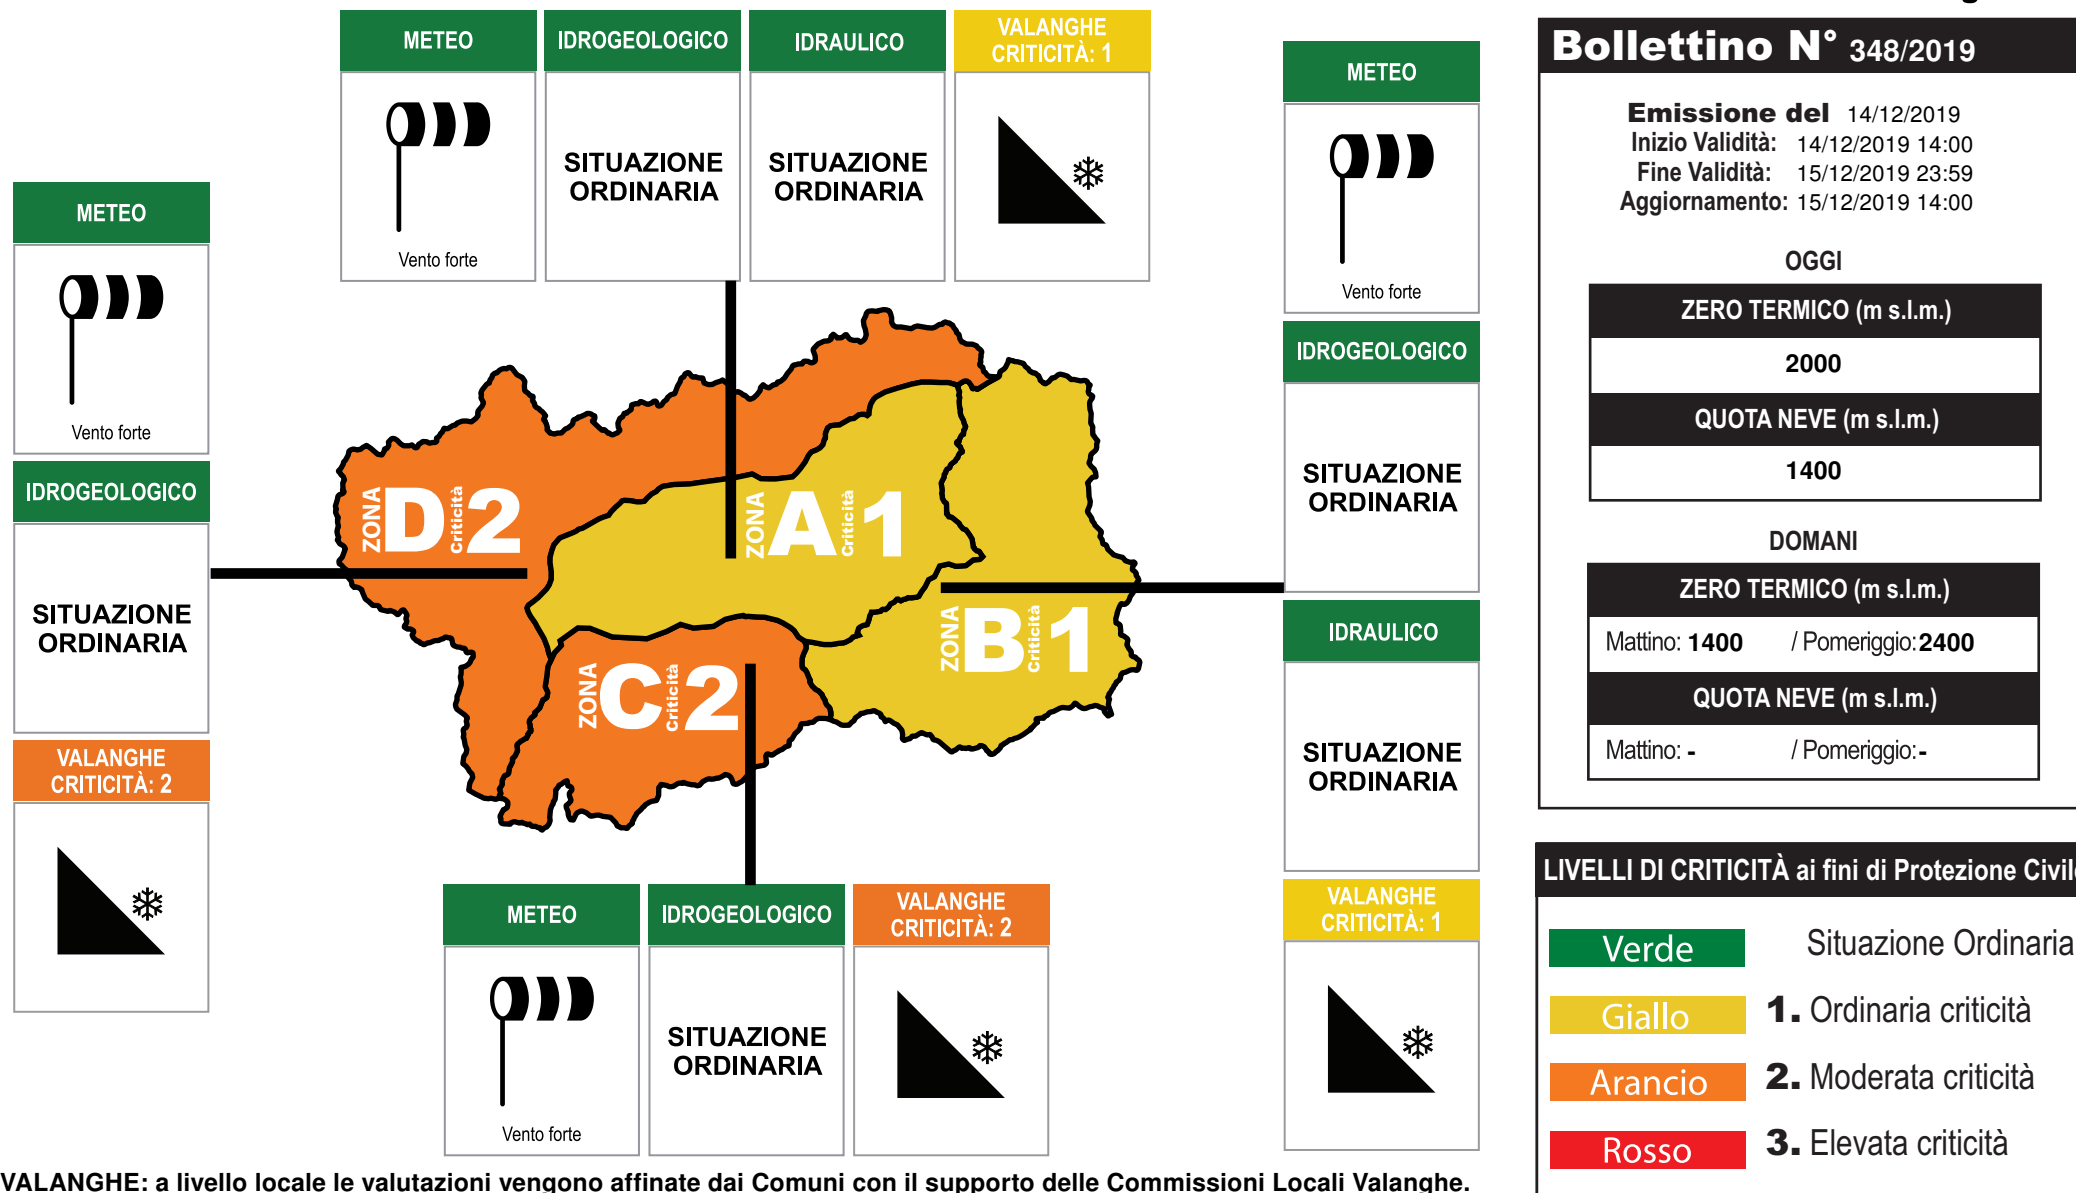 METEO
IDROGEOLOGICO
IDRAULICO
VALANGHE
CRITICITÀ: 1
Vento forte
SITUAZIONE
ORDINARIA
SITUAZIONE
ORDINARIA
METEO
Vento forte
IDROGEOLOGICO
SITUAZIONE
ORDINARIA
IDRAULICO
SITUAZIONE
ORDINARIA
VALANGHE
CRITICITÀ: 1
METEO
Vento forte
IDROGEOLOGICO
SITUAZIONE
ORDINARIA
VALANGHE
CRITICITÀ: 2
ZONA D Criticità 2
ZONA A Criticità 1
ZONA B Criticità 1
ZONA C Criticità 2
METEO
IDROGEOLOGICO
VALANGHE
CRITICITÀ: 2
Vento forte
SITUAZIONE
ORDINARIA
VALANGHE: a livello locale le valutazioni vengono affinate dai Comuni con il supporto delle Commissioni Locali Valanghe.
Bollettino N° 348/2019
Emissione del 14/12/2019
Inizio Validità: 14/12/2019 14:00
Fine Validità: 15/12/2019 23:59
Aggiornamento: 15/12/2019 14:00
OGGI
ZERO TERMICO (m s.l.m.)
2000
QUOTA NEVE (m s.l.m.)
1400
DOMANI
ZERO TERMICO (m s.l.m.)
Mattino: 1400 / Pomeriggio: 2400
QUOTA NEVE (m s.l.m.)
Mattino: - / Pomeriggio: -
LIVELLI DI CRITICITÀ ai fini di Protezione Civile
Verde Situazione Ordinaria
Giallo 1. Ordinaria criticità
Arancio 2. Moderata criticità
Rosso 3. Elevata criticità